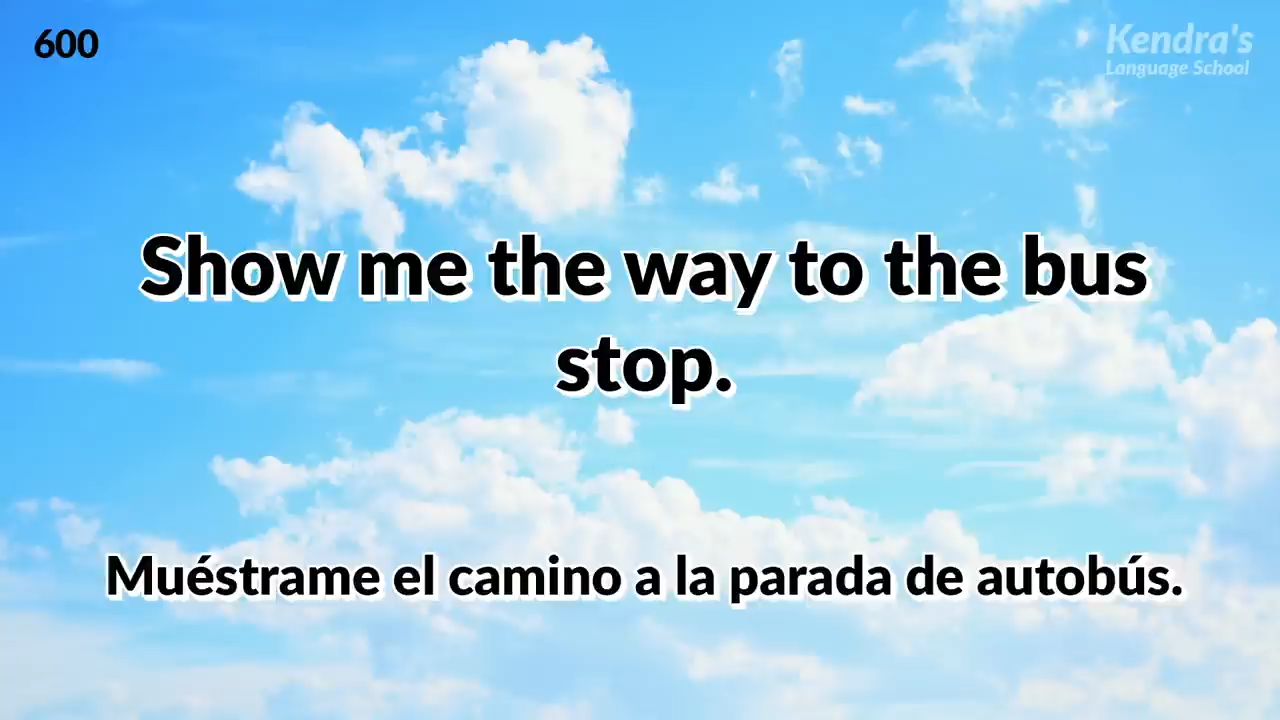 600
Kendra's
Language School
Show me the way to the bus
stop.
Muéstrame el camino a la parada de autobús.